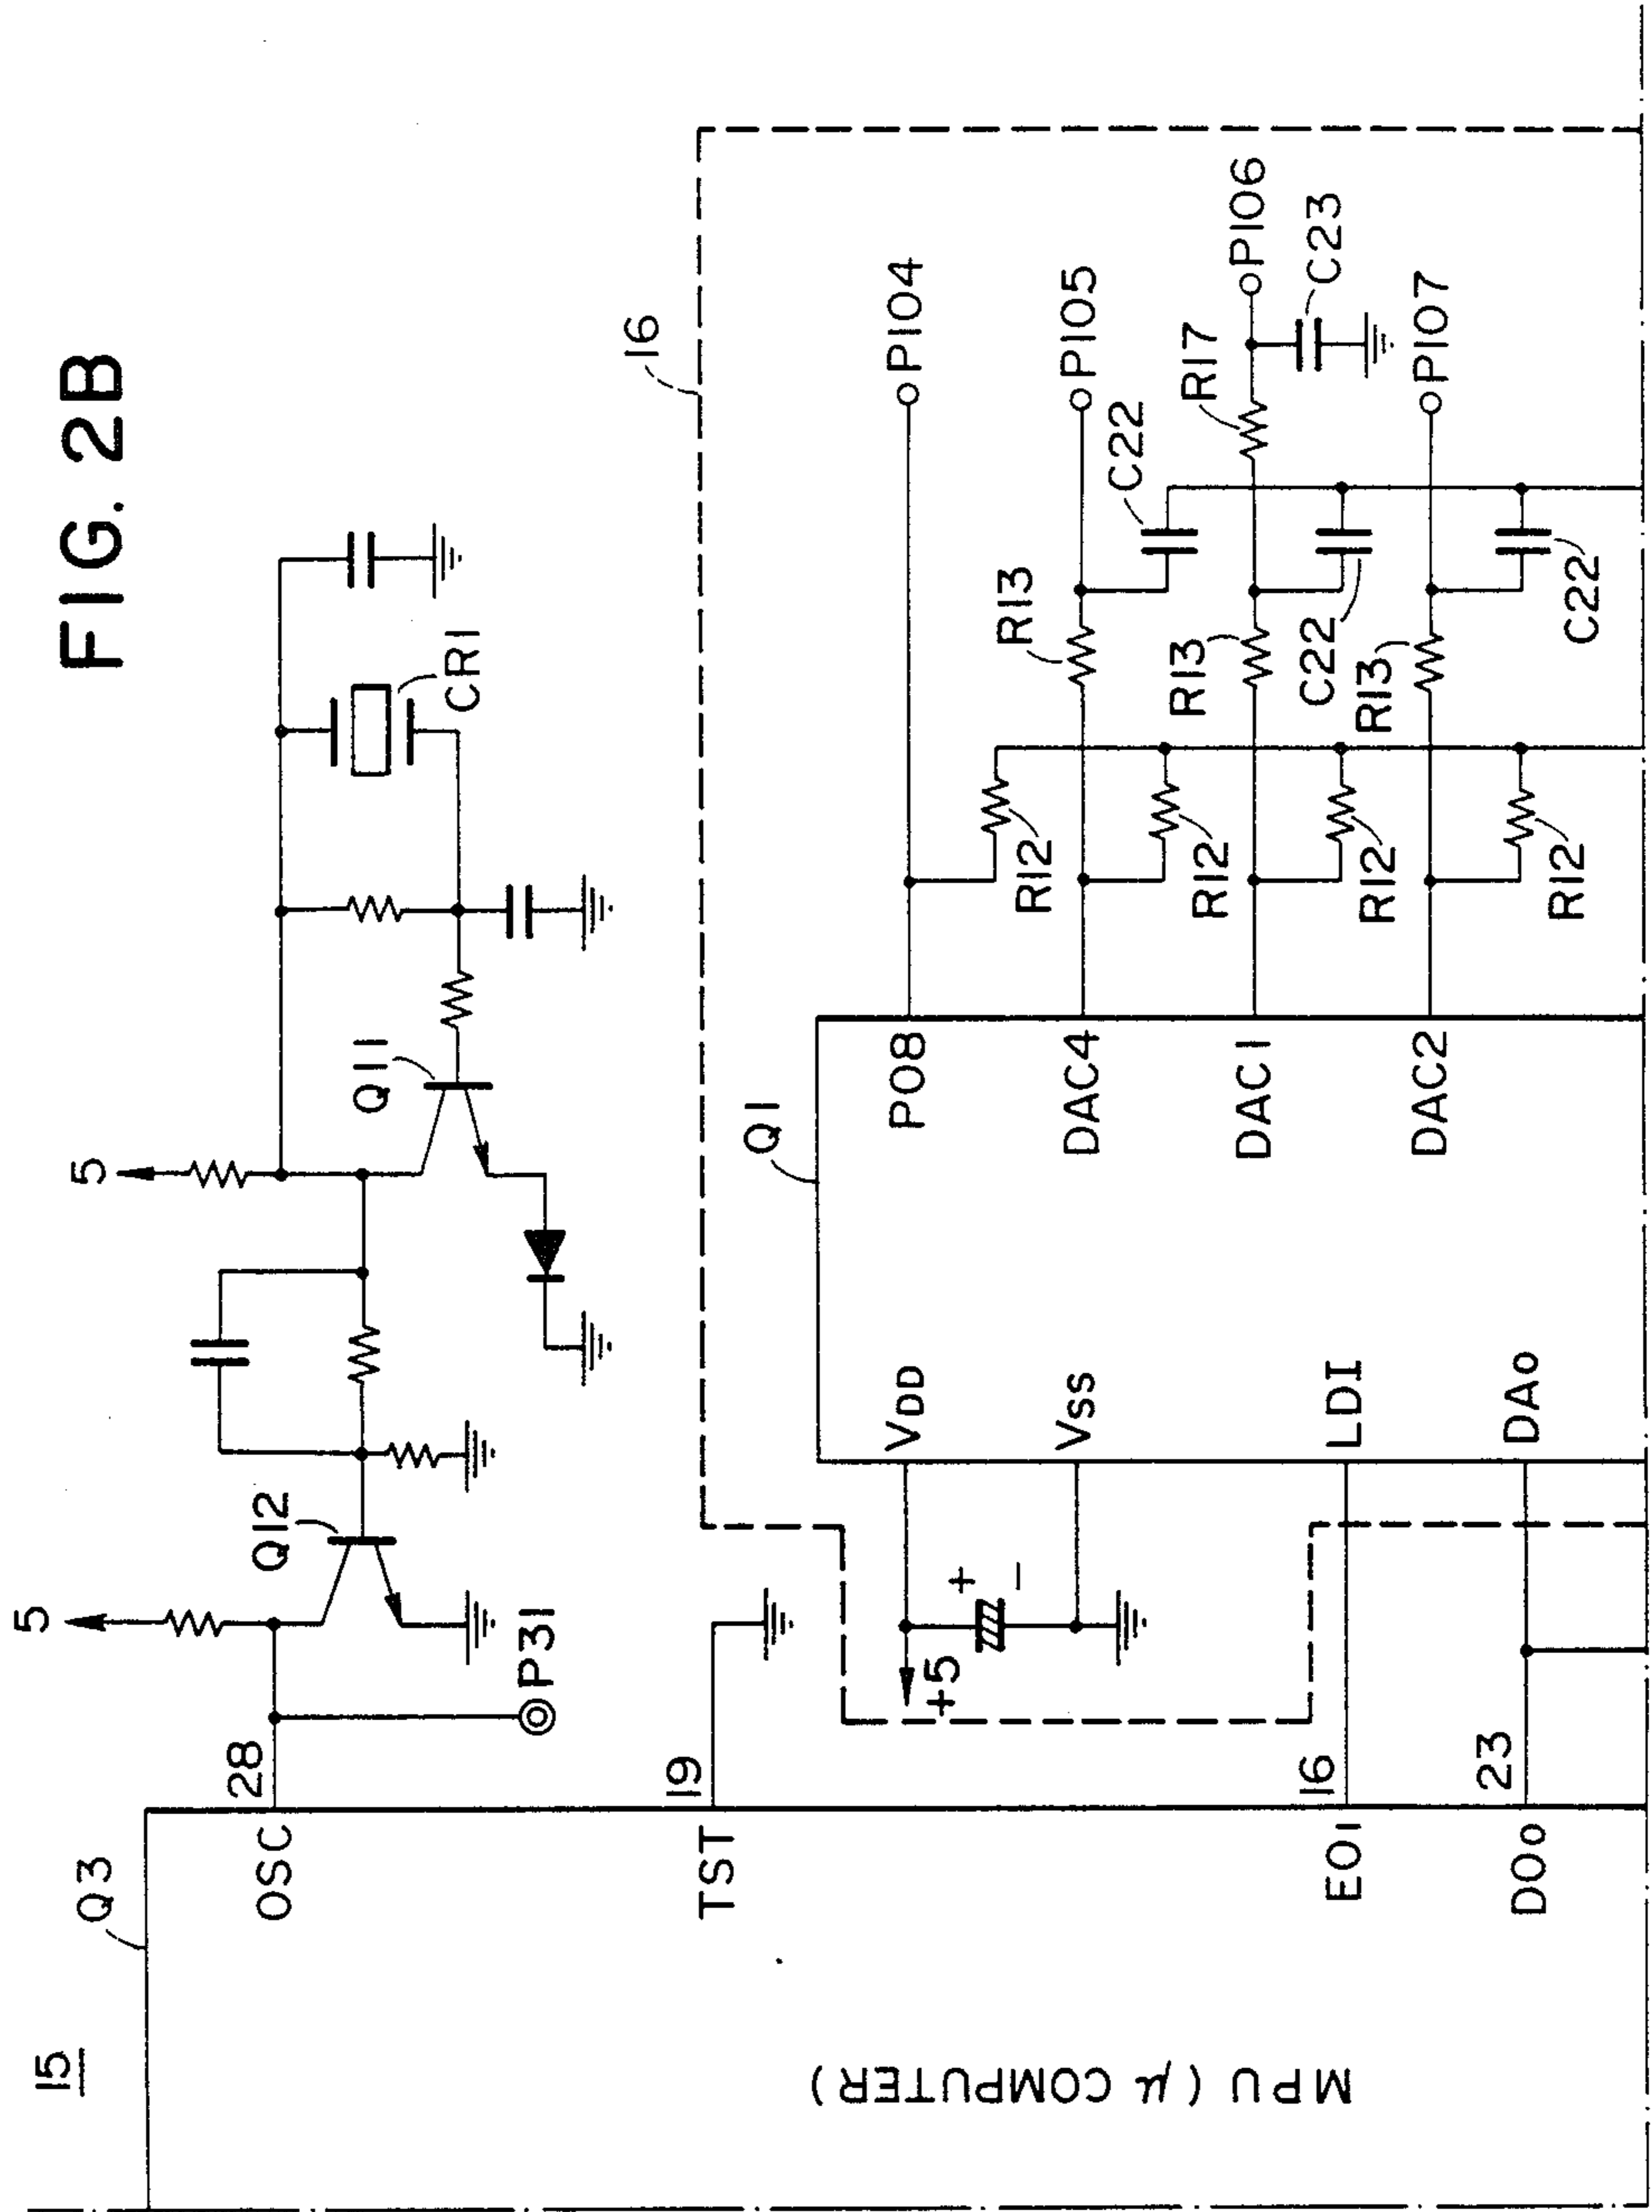 FIG. 2B
15
Q3
MPU (μ COMPUTER)
OSC
28
P31
5
Q12
5
Q11
CR1
TST
19
16
Q1
VDD
+5
+
−
VSS
EO1
16
LDI
DO0
23
DA0
PO8
P104
R12
DAC4
R13
P105
C22
R12
DAC1
R13
R17
P106
C23
C22
R12
DAC2
R13
P107
C22
R12